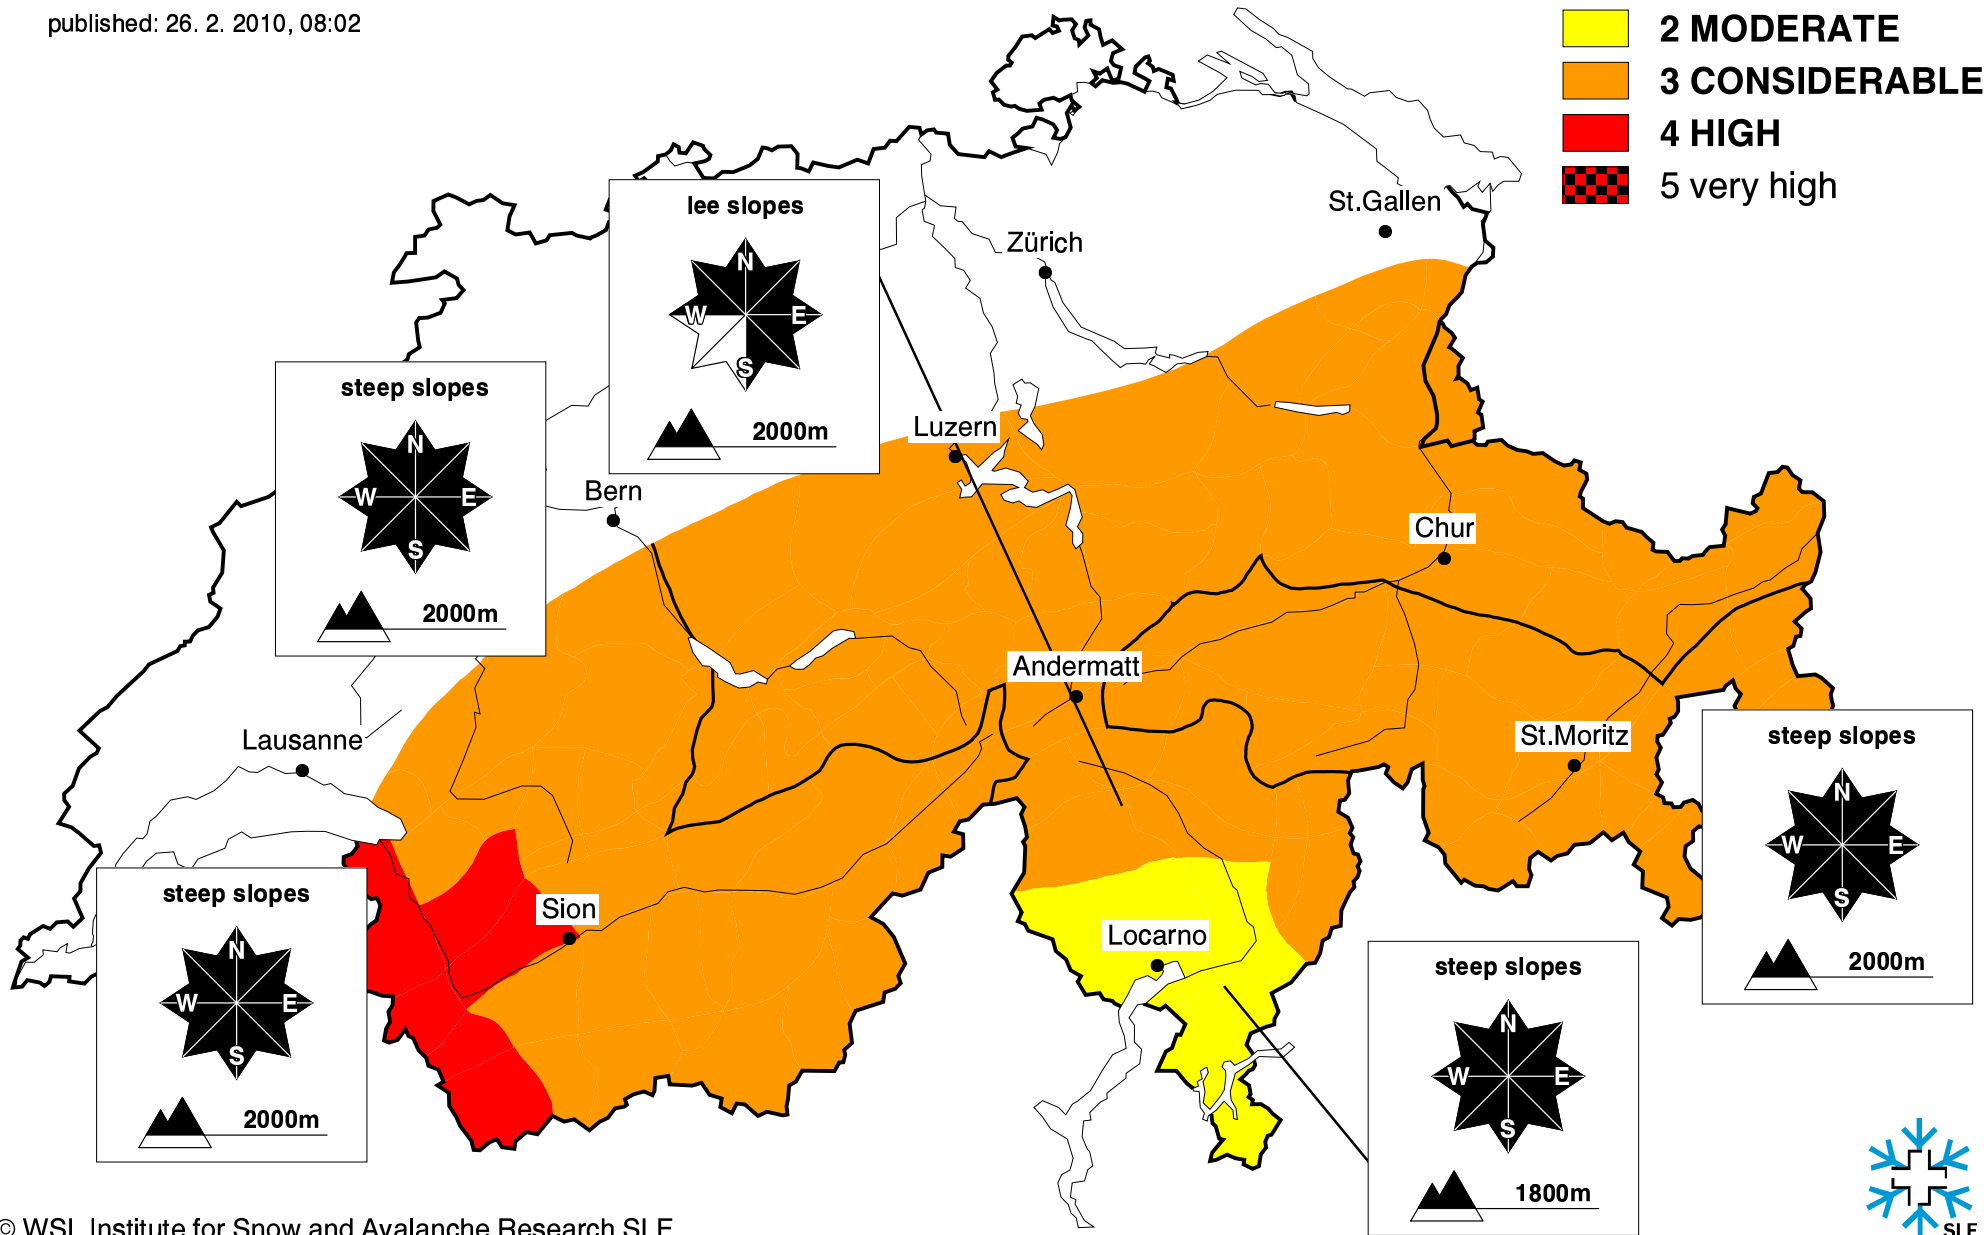 published: 26. 2. 2010, 08:02
2 MODERATE
3 CONSIDERABLE
4 HIGH
5 very high
St.Gallen
Zürich
lee slopes
N
W E
S
2000m
steep slopes
N
W E
S
2000m
Luzern
Bern
Chur
Andermatt
St.Moritz
Lausanne
steep slopes
N
W E
S
2000m
Sion
Locarno
steep slopes
N
W E
S
2000m
steep slopes
N
W E
S
1800m
© WSL Institute for Snow and Avalanche Research SLF
SLF